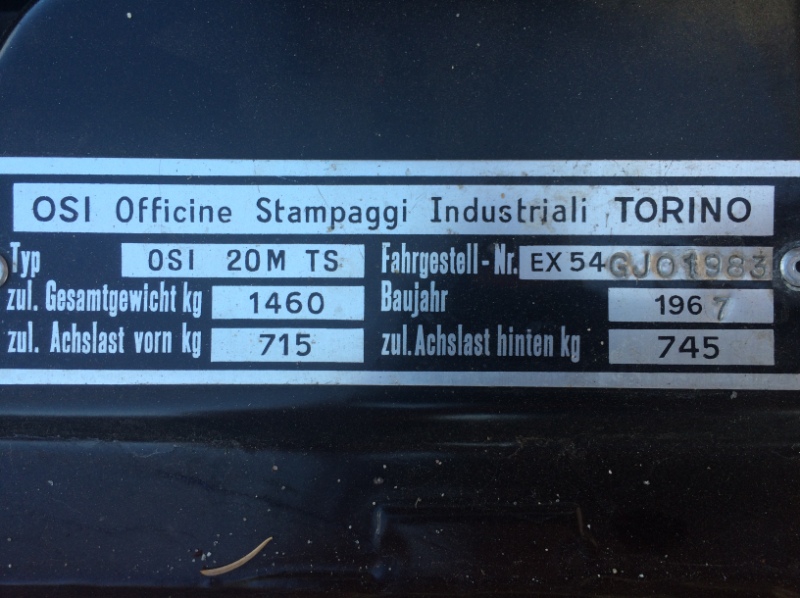 OSI Officine Stampaggi Industriali TORINO
Typ OSI 20M TS Fahrgestell-Nr. EX54GJ01983
zul. Gesamtgewicht kg 1460 Baujahr 1967
zul. Achslast vorn kg 715 zul. Achslast hinten kg 745